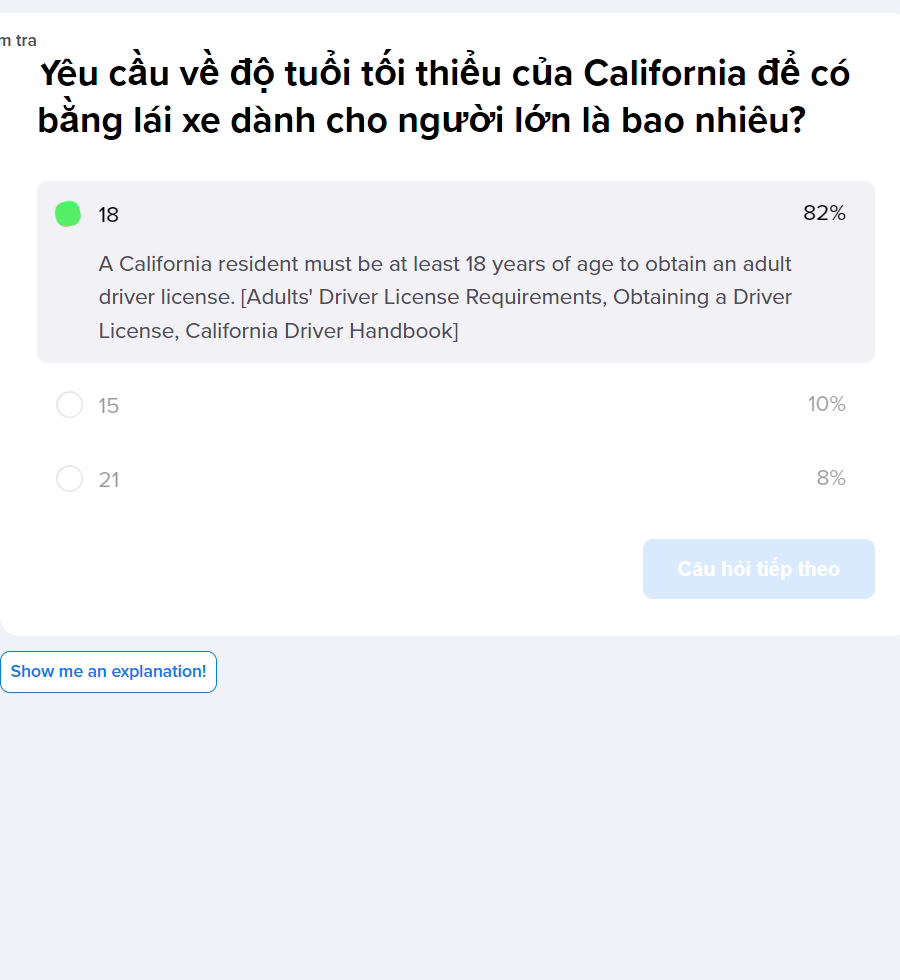 m tra
Yêu cầu về độ tuổi tối thiểu của California để có
bằng lái xe dành cho người lớn là bao nhiêu?
18 82%
A California resident must be at least 18 years of age to obtain an adult
driver license. [Adults' Driver License Requirements, Obtaining a Driver
License, California Driver Handbook]
15 10%
21 8%
Câu hỏi tiếp theo
Show me an explanation!